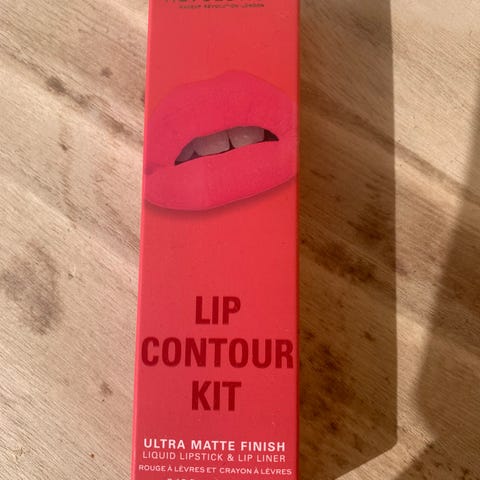 MAKEUP REVOLUTION LONDON
LIP
CONTOUR
KIT
ULTRA MATTE FINISH
LIQUID LIPSTICK & LIP LINER
ROUGE À LÈVRES ET CRAYON À LÈVRES